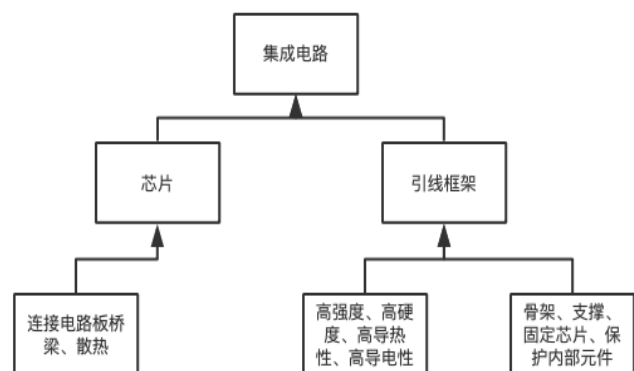 集成电路
芯片
引线框架
连接电路板桥
梁、散热
高强度、高硬
度、高导热
性、高导电性
骨架、支撑、
固定芯片、保
护内部元件